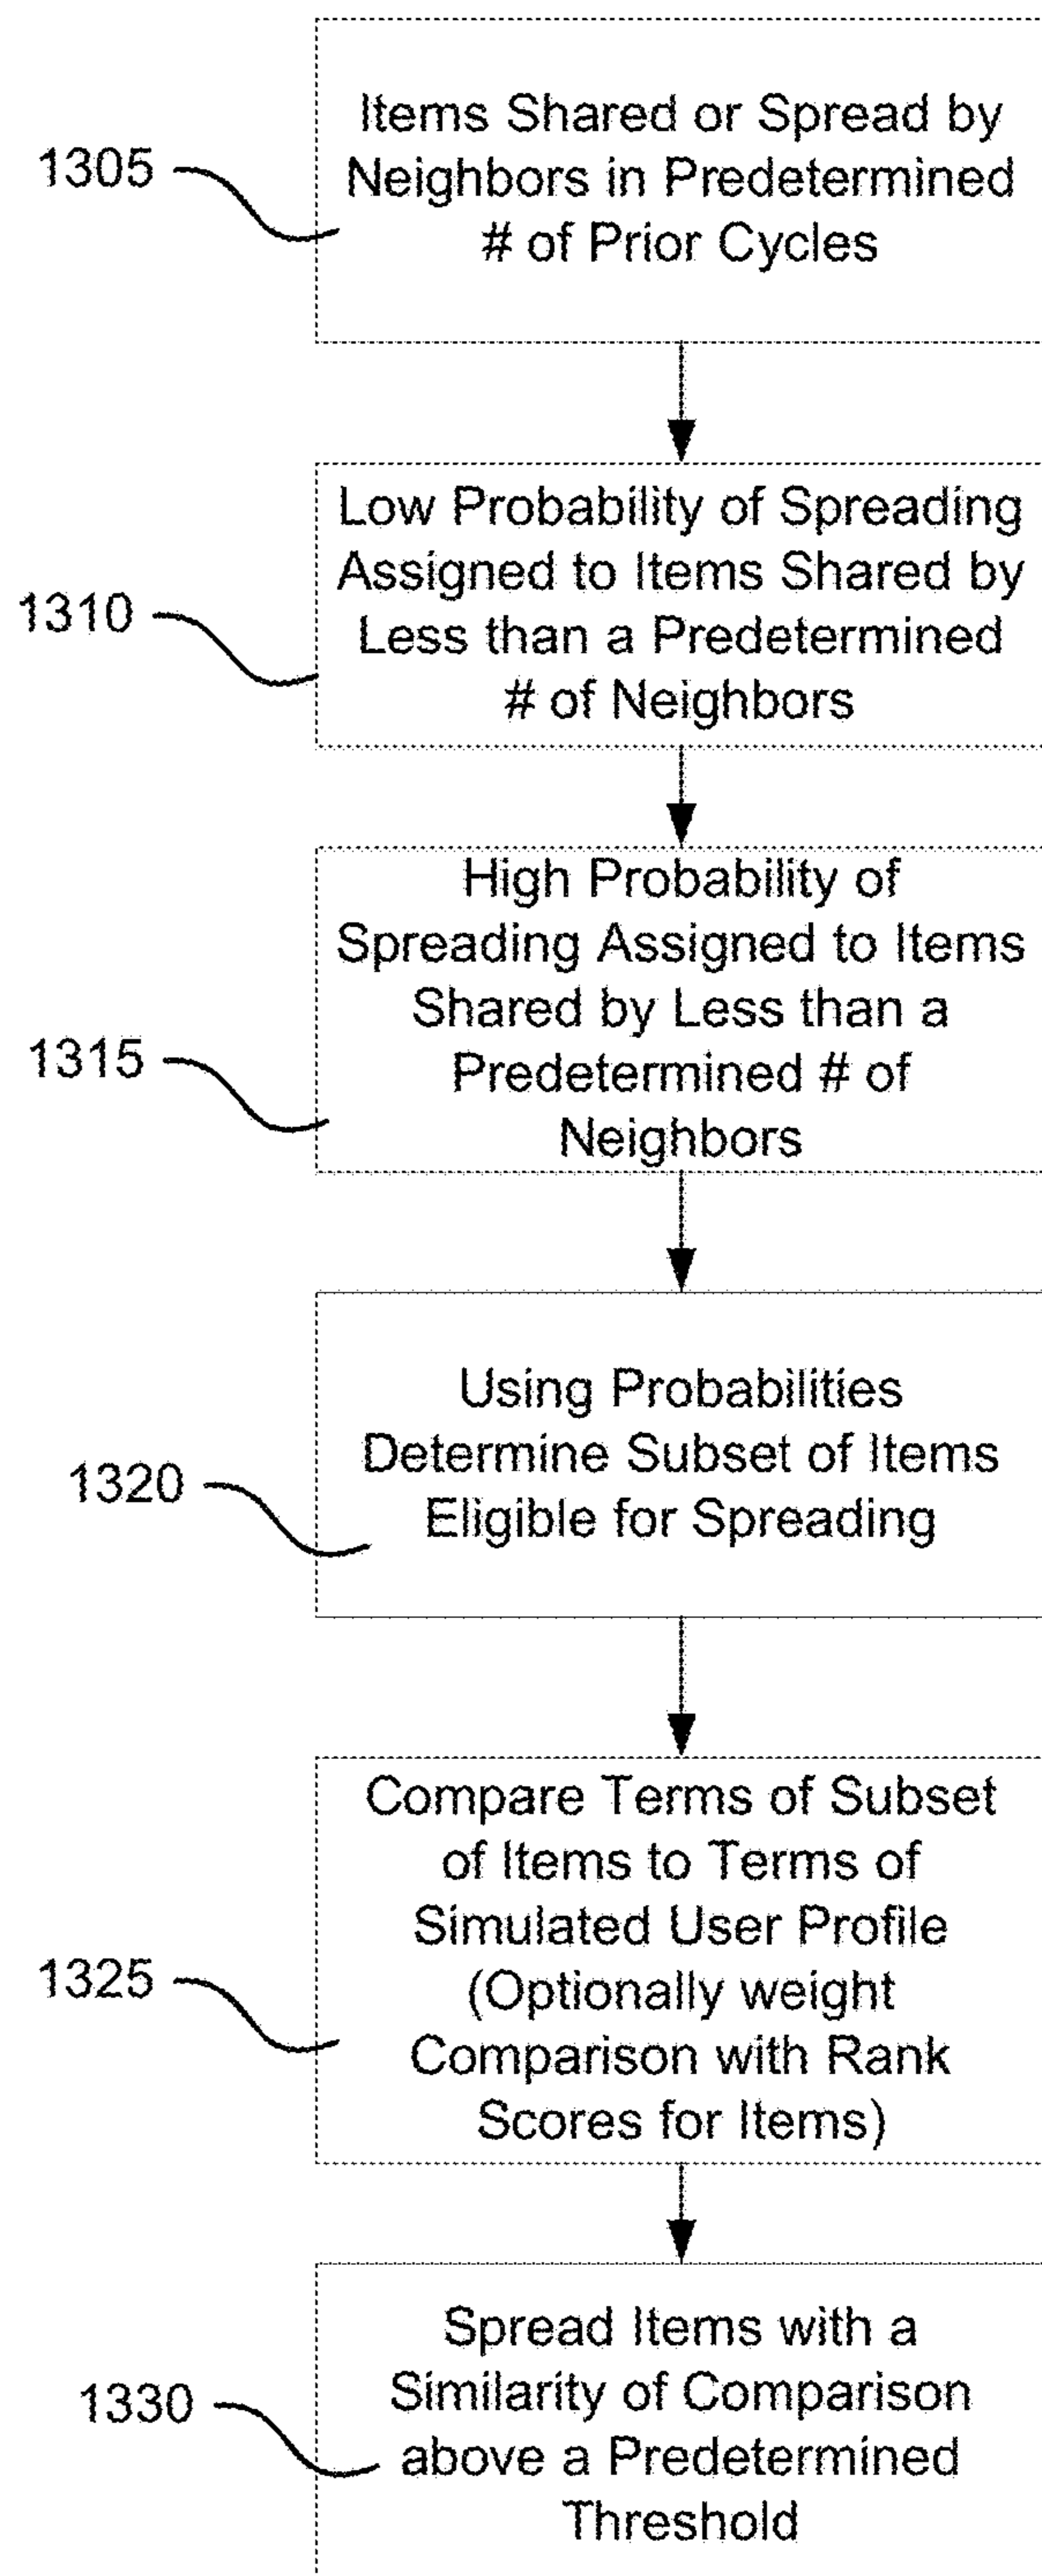 Items Shared or Spread by
Neighbors in Predetermined
# of Prior Cycles
1305
Low Probability of Spreading
Assigned to Items Shared by
Less than a Predetermined
# of Neighbors
1310
High Probability of
Spreading Assigned to Items
Shared by Less than a
Predetermined # of
Neighbors
1315
Using Probabilities
Determine Subset of Items
Eligible for Spreading
1320
Compare Terms of Subset
of Items to Terms of
Simulated User Profile
(Optionally weight
Comparison with Rank
Scores for Items)
1325
Spread Items with a
Similarity of Comparison
above a Predetermined
Threshold
1330